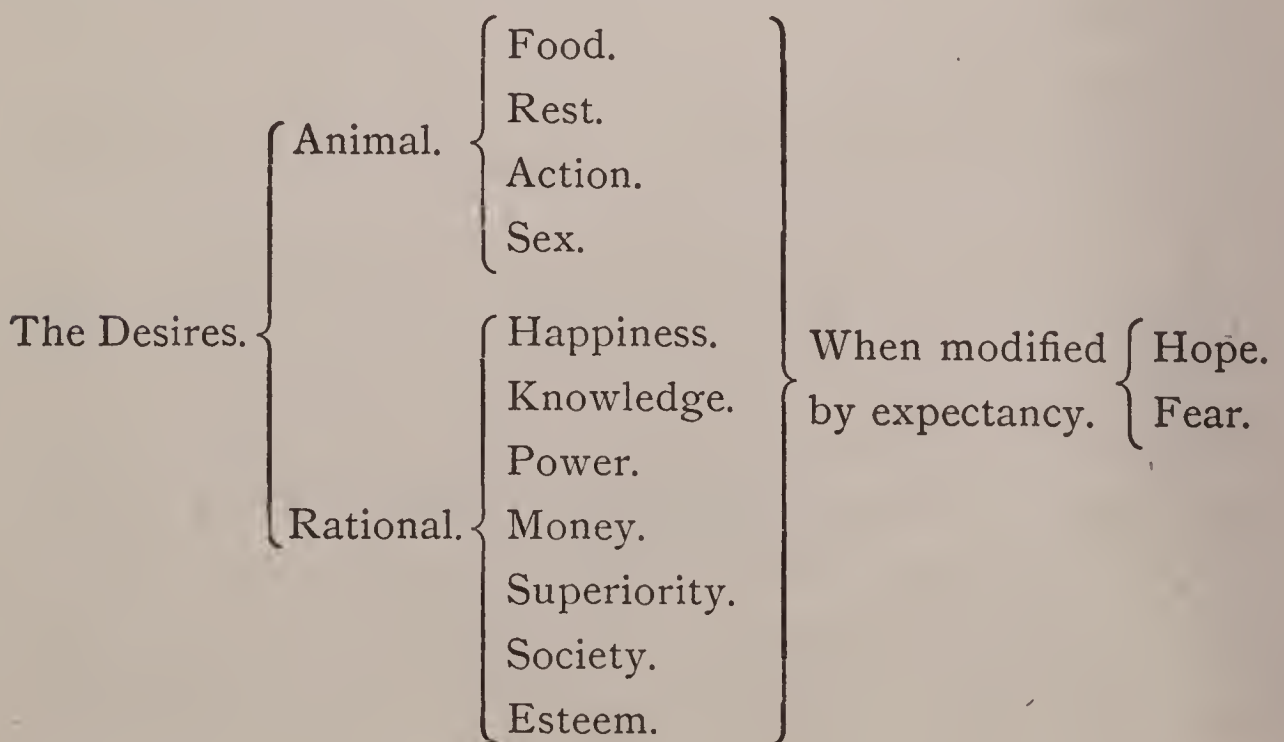 The Desires.
Animal.
Food.
Rest.
Action.
Sex.
Rational.
Happiness.
Knowledge.
Power.
Money.
Superiority.
Society.
Esteem.
When modified
by expectancy.
Hope.
Fear.